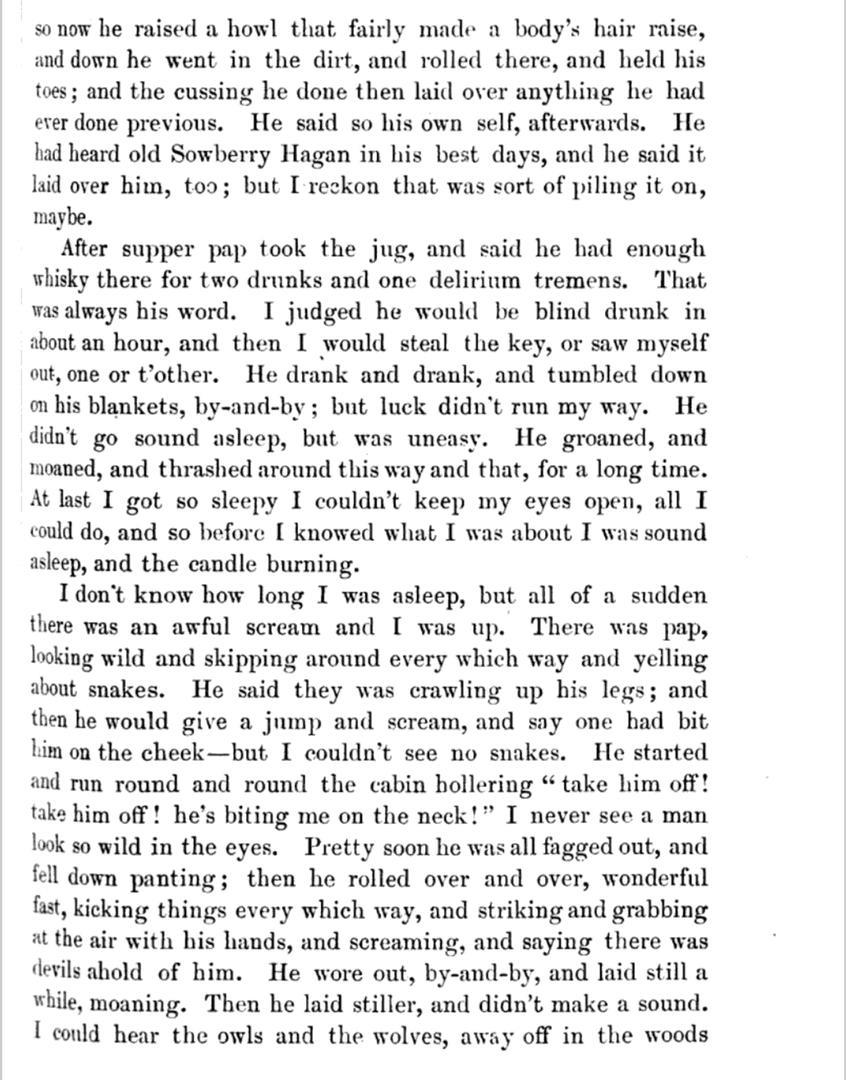 so now he raised a howl that fairly made a body's hair raise,
and down he went in the dirt, and rolled there, and held his
toes; and the cussing he done then laid over anything he had
ever done previous. He said so his own self, afterwards. He
had heard old Sowberry Hagan in his best days, and he said it
laid over him, too; but I reckon that was sort of piling it on,
maybe.
After supper pap took the jug, and said he had enough
whisky there for two drunks and one delirium tremens. That
was always his word. I judged he would be blind drunk in
about an hour, and then I would steal the key, or saw myself
out, one or t'other. He drank and drank, and tumbled down
on his blankets, by-and-by; but luck didn't run my way. He
didn't go sound asleep, but was uneasy. He groaned, and
moaned, and thrashed around this way and that, for a long time.
At last I got so sleepy I couldn't keep my eyes open, all I
could do, and so before I knowed what I was about I was sound
asleep, and the candle burning.
I don't know how long I was asleep, but all of a sudden
there was an awful scream and I was up. There was pap,
looking wild and skipping around every which way and yelling
about snakes. He said they was crawling up his legs; and
then he would give a jump and scream, and say one had bit
him on the cheek—but I couldn't see no snakes. He started
and run round and round the cabin hollering "take him off!
take him off! he's biting me on the neck!" I never see a man
look so wild in the eyes. Pretty soon he was all fagged out, and
fell down panting; then he rolled over and over, wonderful
fast, kicking things every which way, and striking and grabbing
at the air with his hands, and screaming, and saying there was
devils ahold of him. He wore out, by-and-by, and laid still a
while, moaning. Then he laid stiller, and didn't make a sound.
I could hear the owls and the wolves, away off in the woods